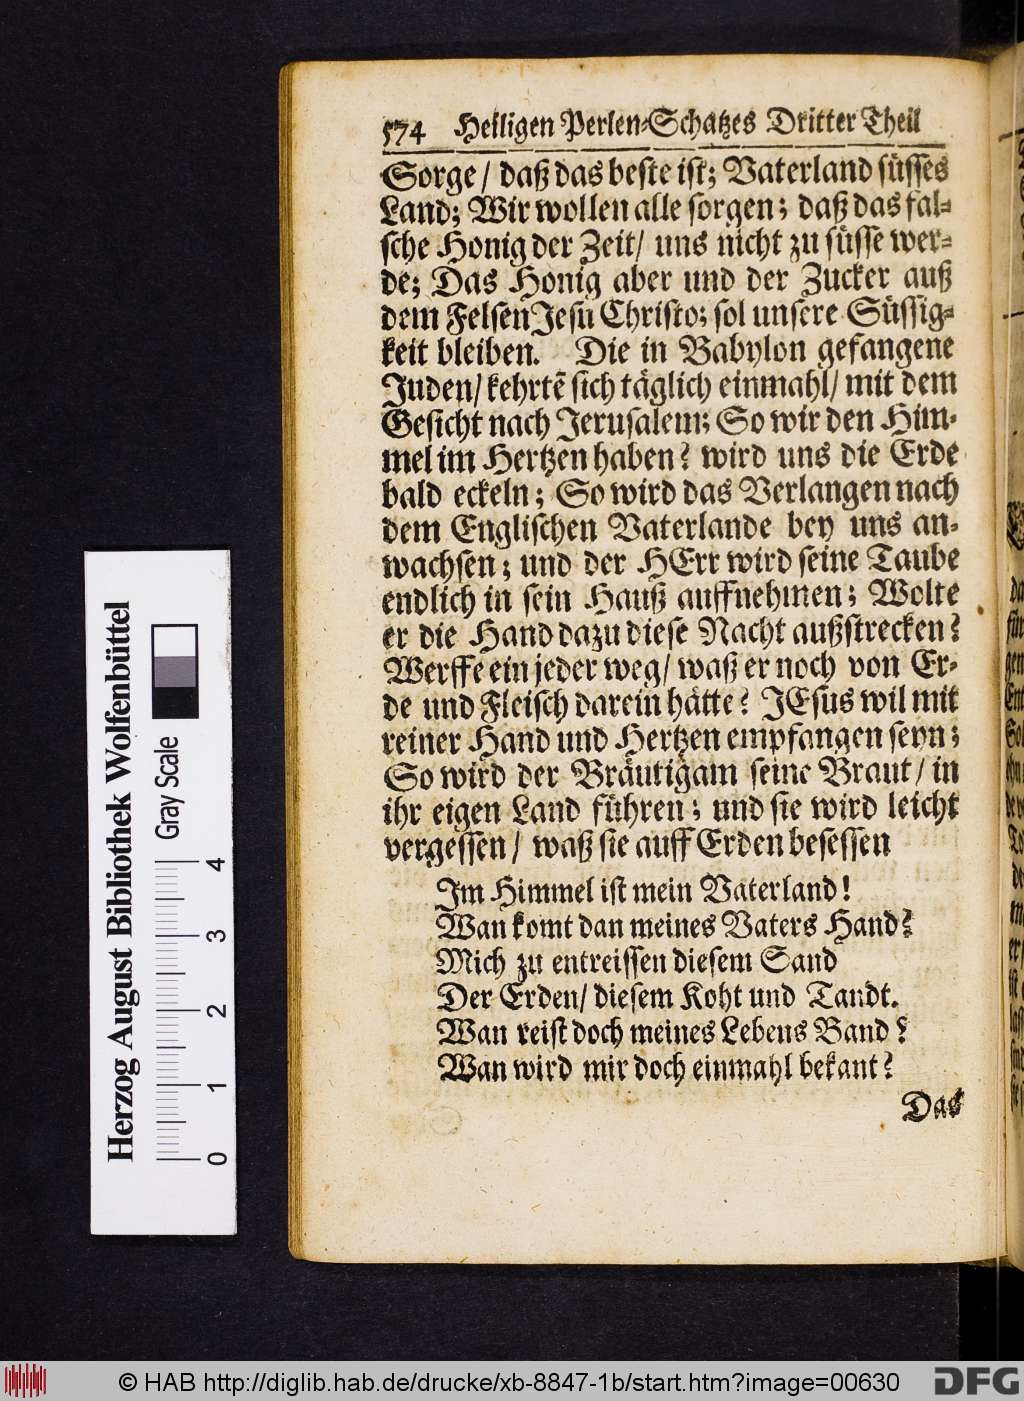 574 Heiligen Perlen-Schatzes Dritter Theil
Sorge / daß das beste ist; Vaterland süsses
Land; Wir wollen alle sorgen; daß das fal-
sche Honig der Zeit/ uns nicht zu süsse wer-
de; Das Honig aber und der Zucker auß
dem Felsen Jesu Christo; sol unsere Süssig-
keit bleiben. Die in Babylon gefangene
Juden/ kehrtē sich täglich einmahl/ mit dem
Gesicht nach Jerusalem; So wir den Him-
mel im Hertzen haben? wird uns die Erde
bald eckeln; So wird das Verlangen nach
dem Englischen Vaterlande bey uns an-
wachsen; und der HErr wird seine Taube
endlich in sein Hauß auffnehmen; Wolte
er die Hand dazu diese Nacht außstrecken?
Werffe ein jeder weg/ waß er noch von Er-
de und Fleisch darein hätte? JEsus wil mit
reiner Hand und Hertzen empfangen seyn;
So wird der Bräutigam seine Braut/ in
ihr eigen Land führen; und sie wird leicht
vergessen/ waß sie auff Erden besessen
Im Himmel ist mein Vaterland!
Wan komt dan meines Vaters Hand?
Mich zu entreissen diesem Sand
Der Erden/ diesem Koht und Tandt.
Wan reist doch meines Lebens Band?
Wan wird mir doch einmahl bekant?
Das
Herzog August Bibliothek Wolfenbüttel
Gray Scale
0 1 2 3 4
© HAB http://diglib.hab.de/drucke/xb-8847-1b/start.htm?image=00630
DFG